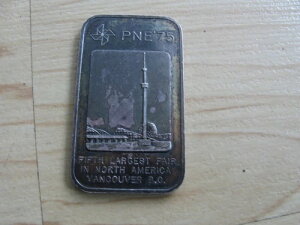 PNE'75
FIFTH LARGEST FAIR
IN NORTH AMERICA
VANCOUVER B.C.